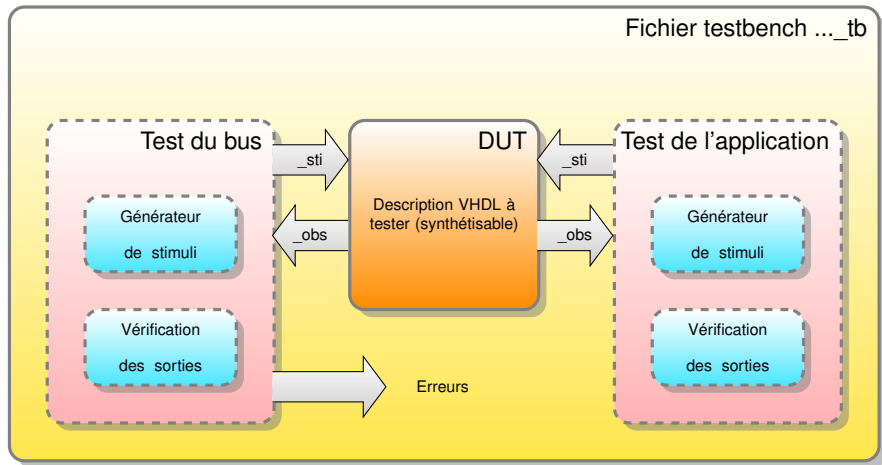 Fichier testbench ..._tb
Test du bus
DUT
Test de l'application
_sti
_sti
Description VHDL à
tester (synthétisable)
Générateur
de stimuli
_obs
_obs
Générateur
de stimuli
Vérification
des sorties
Vérification
des sorties
Erreurs